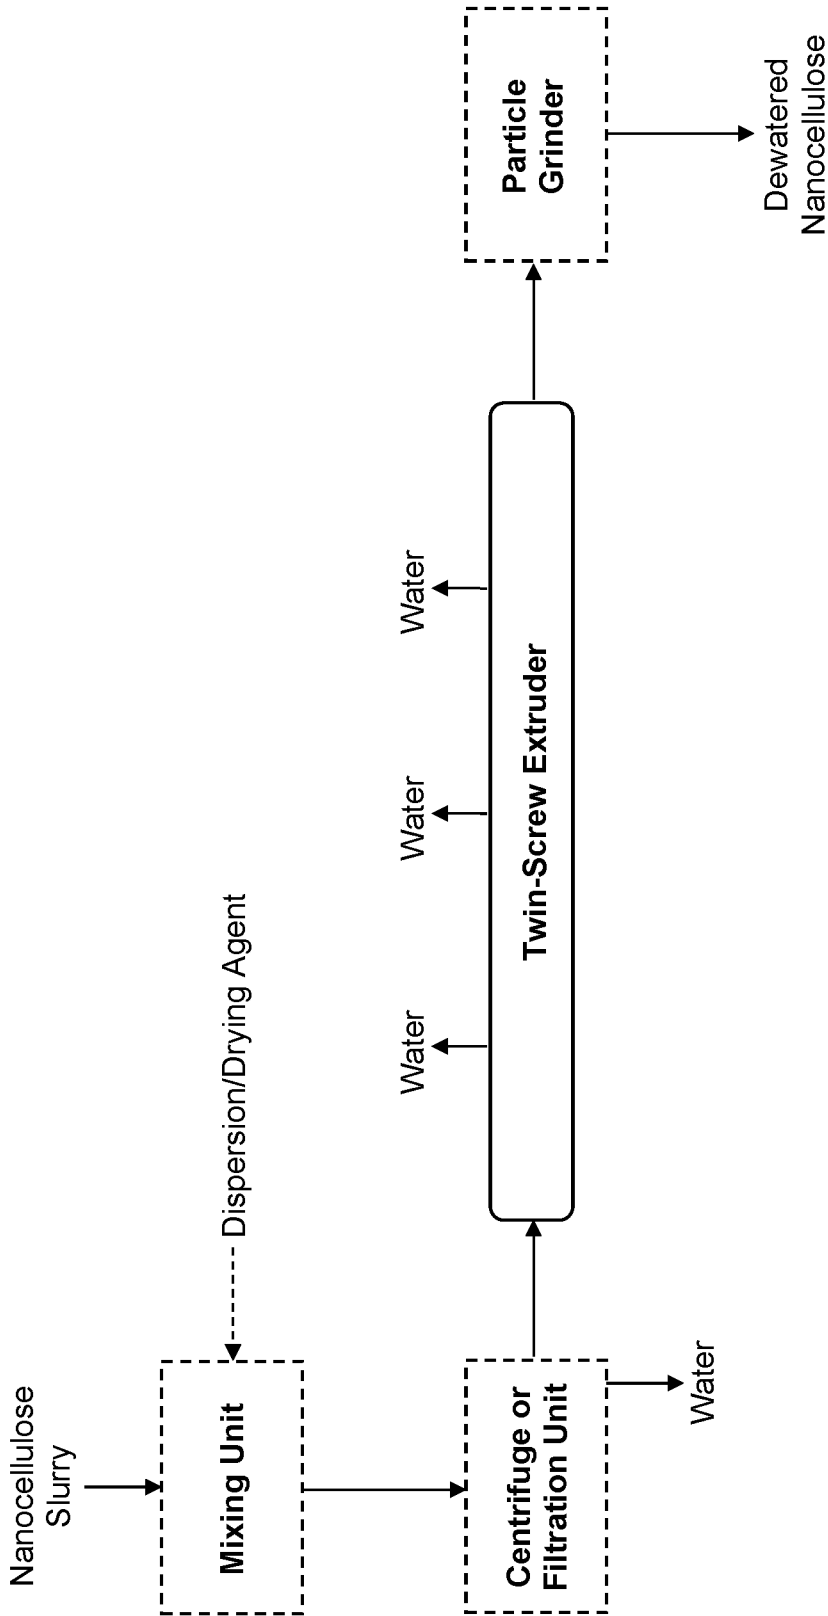 Nanocellulose
Slurry
Mixing Unit
Dispersion/Drying Agent
Centrifuge or
Filtration Unit
Water
Twin-Screw Extruder
Water
Water
Water
Particle
Grinder
Dewatered
Nanocellulose